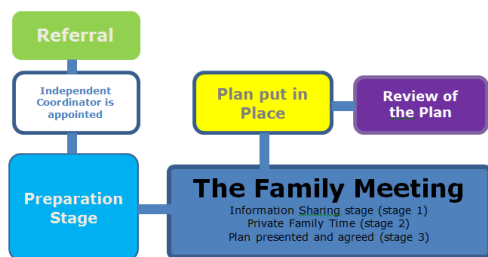 Referral
Independent
Coordinator is
appointed
Preparation
Stage
The Family Meeting
Information Sharing stage (stage 1)
Private Family Time (stage 2)
Plan presented and agreed (stage 3)
Plan put in
Place
Review of
the Plan